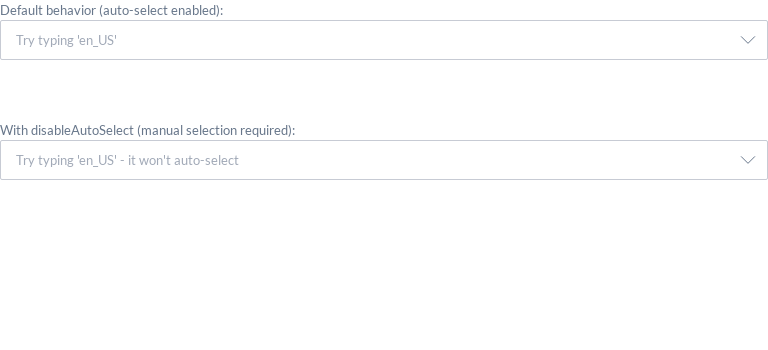 Default behavior (auto-select enabled):
Try typing 'en_US'
With disableAutoSelect (manual selection required):
Try typing 'en_US' - it won't auto-select